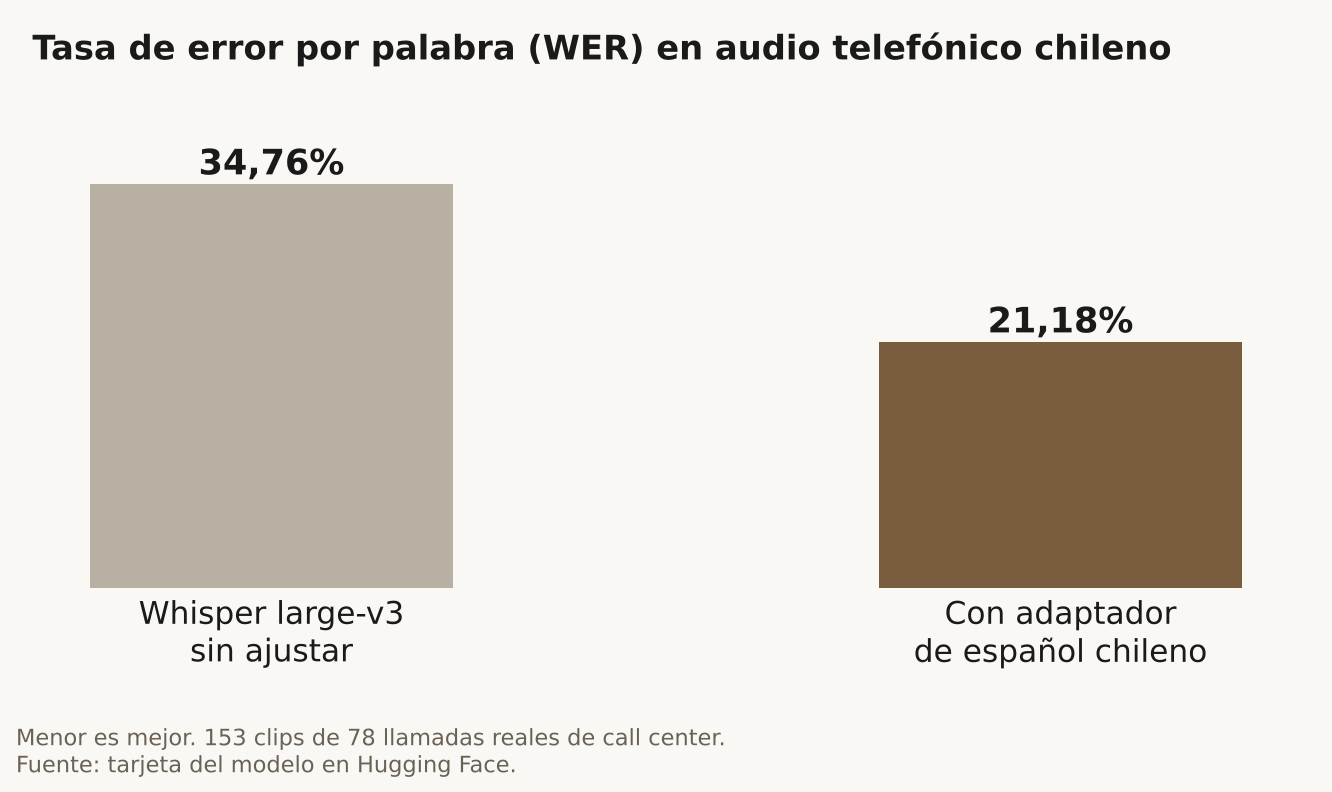 Tasa de error por palabra (WER) en audio telefónico chileno
34,76%
21,18%
Whisper large-v3
sin ajustar
Con adaptador
de español chileno
Menor es mejor. 153 clips de 78 llamadas reales de call center.
Fuente: tarjeta del modelo en Hugging Face.